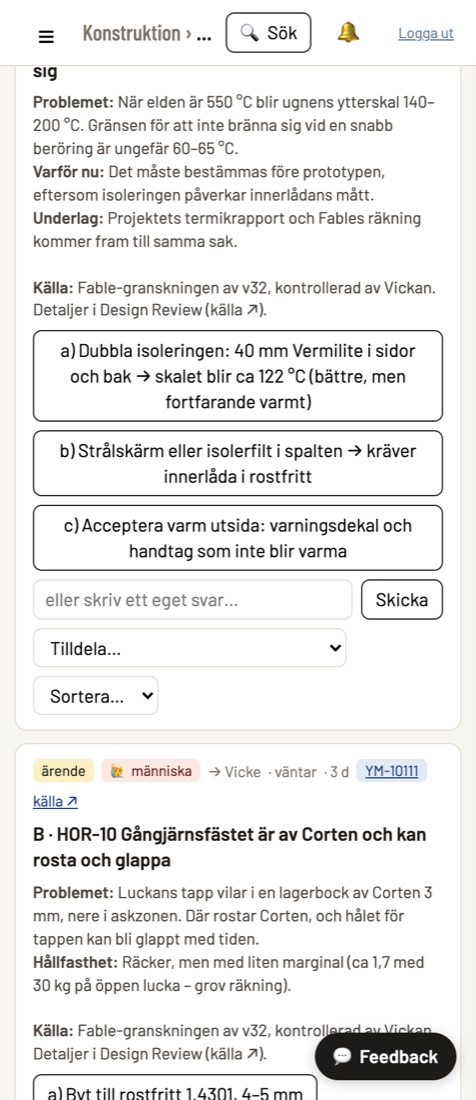 Konstruktion › ...
Sök
Logga ut
sig
Problemet: När elden är 550 °C blir ugnens ytterskal 140–
200 °C. Gränsen för att inte bränna sig vid en snabb
beröring är ungefär 60–65 °C.
Varför nu: Det måste bestämmas före prototypen,
eftersom isoleringen påverkar innerlådans mått.
Underlag: Projektets termikrapport och Fables räkning
kommer fram till samma sak.
Källa: Fable-granskningen av v32, kontrollerad av Vickan.
Detaljer i Design Review (källa ↗).
a) Dubbla isoleringen: 40 mm Vermilite i sidor
och bak → skalet blir ca 122 °C (bättre, men
fortfarande varmt)
b) Strålskärm eller isolerfilt i spalten → kräver
innerlåda i rostfritt
c) Acceptera varm utsida: varningsdekal och
handtag som inte blir varma
eller skriv ett eget svar...
Skicka
Tilldela...
Sortera...
ärende
människa
→ Vicke · väntar · 3 d
YM-10111
källa ↗
B · HOR-10 Gångjärnsfästet är av Corten och kan
rosta och glappa
Problemet: Luckans tapp vilar i en lagerbock av Corten 3
mm, nere i askzonen. Där rostar Corten, och hålet för
tappen kan bli glappt med tiden.
Hållfasthet: Räcker, men med liten marginal (ca 1,7 med
30 kg på öppen lucka – grov räkning).
Källa: Fable-granskningen av v32, kontrollerad av Vickan.
Detaljer i Design Review (källa ↗).
Feedback
a) Byt till rostfritt 1.4301, 4–5 mm